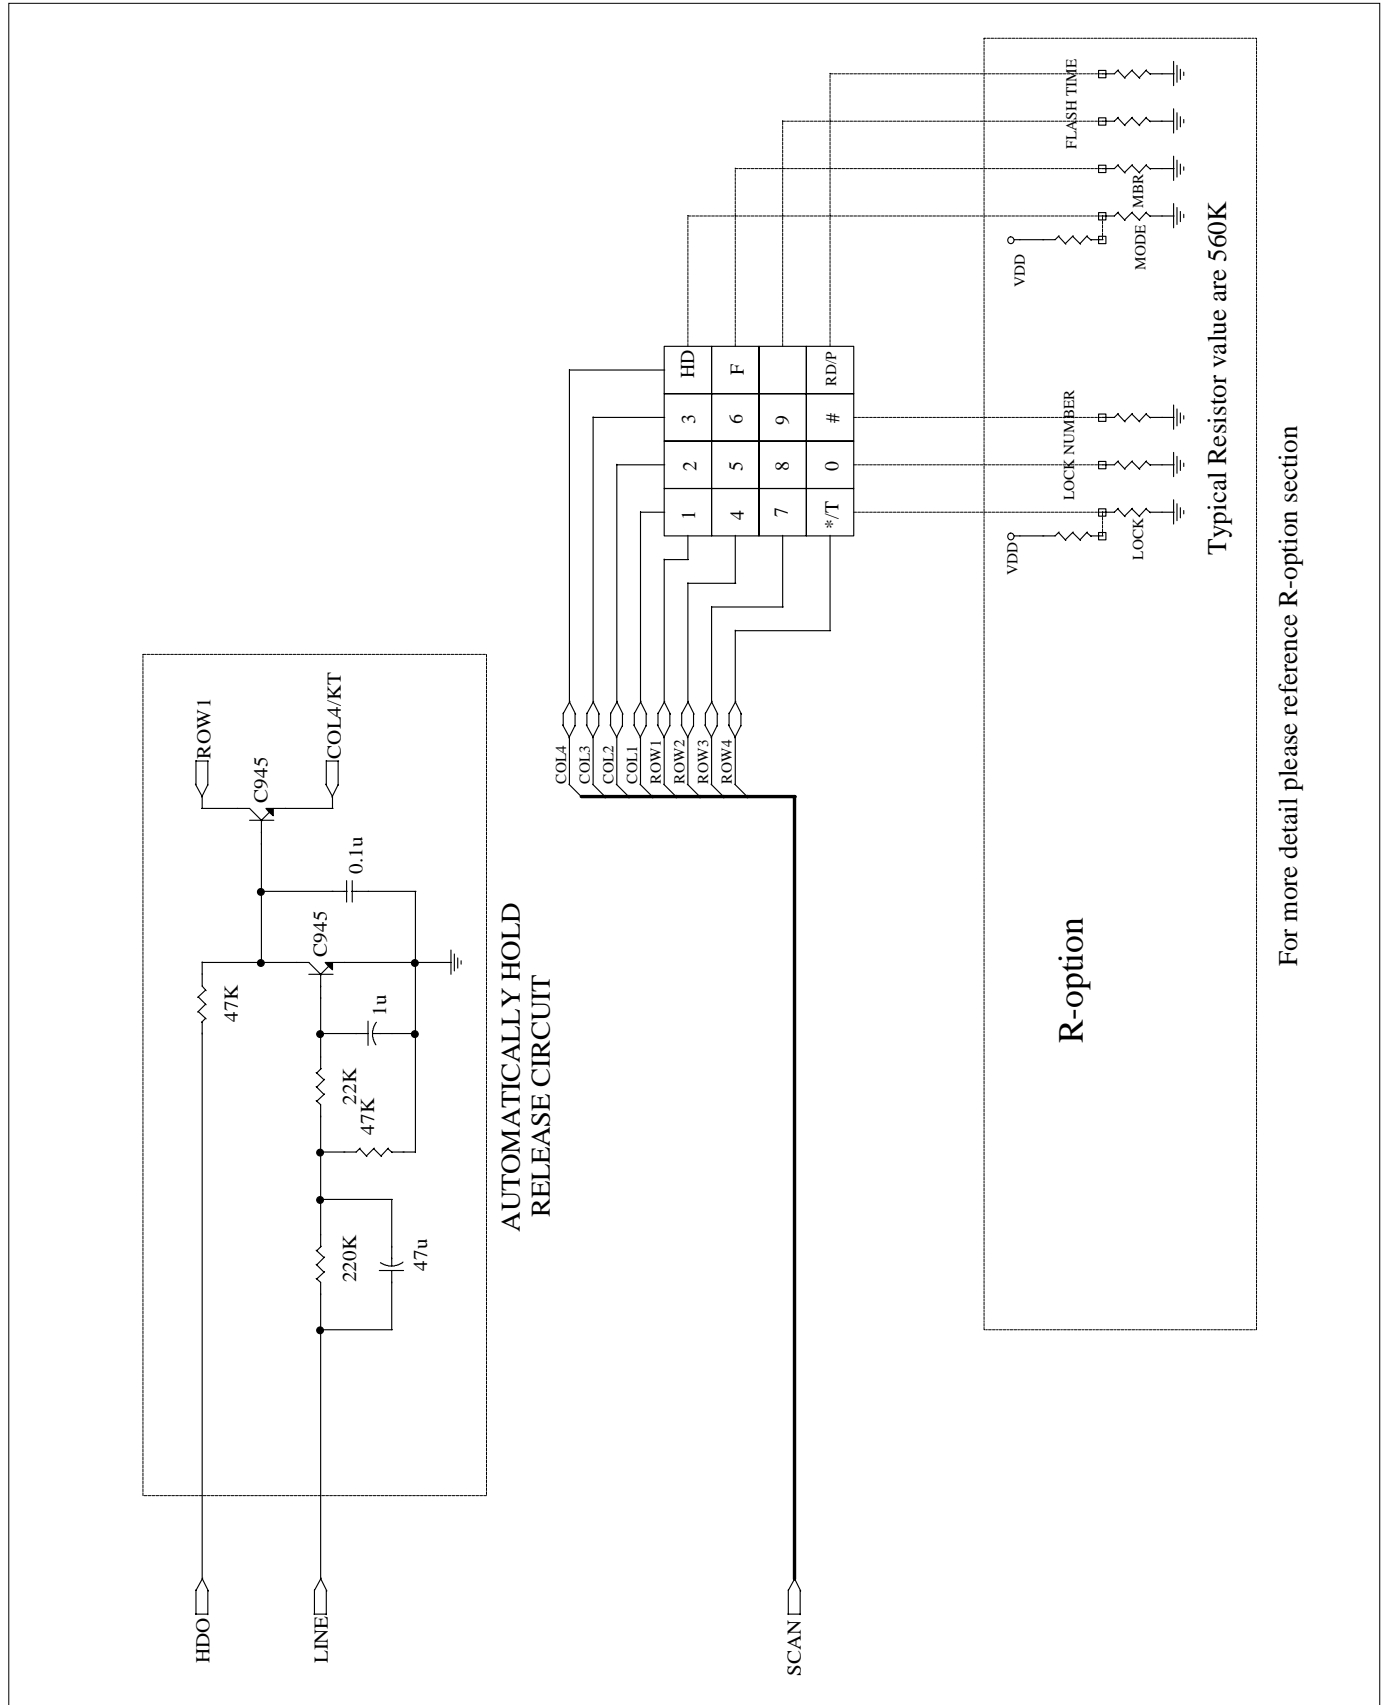 HDO
LINE
SCAN
47K
220K
47u
22K
47K
1u
C945
0.1u
C945
ROW1
COL4/KT
AUTOMATICALLY HOLD
RELEASE CIRCUIT
COL4
COL3
COL2
COL1
ROW1
ROW2
ROW3
ROW4
1 2 3 HD
4 5 6 F
7 8 9
*/T 0 # RD/P
R-option
VDD
LOCK
LOCK NUMBER
VDD
MODE
MBR
FLASH TIME
Typical Resistor value are 560K
For more detail please reference R-option section